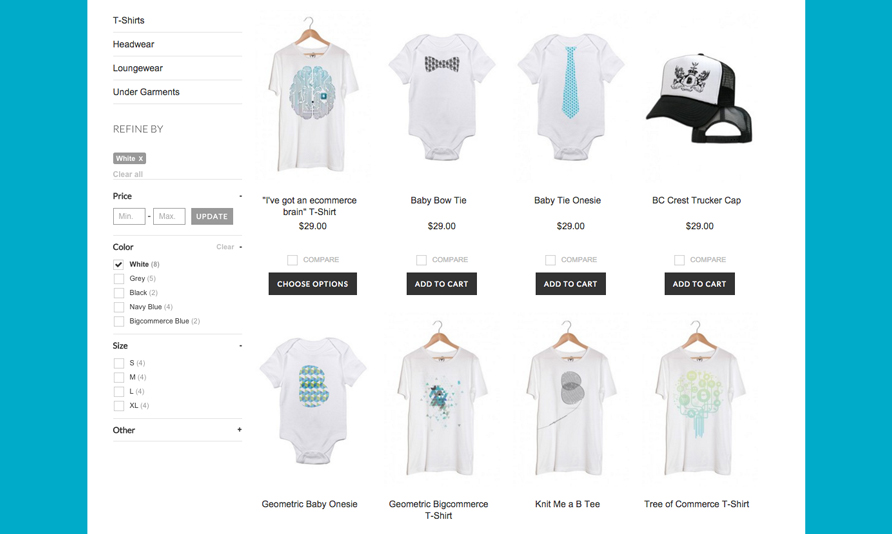 T-Shirts
Headwear
Loungewear
Under Garments
REFINE BY
White X
Clear all
Price -
Min. - Max. UPDATE
Color Clear -
White (8)
Grey (5)
Black (2)
Navy Blue (4)
Bigcommerce Blue (2)
Size -
S (4)
M (4)
L (4)
XL (4)
Other +
"I've got an ecommerce
brain" T-Shirt
$29.00
COMPARE
CHOOSE OPTIONS
Baby Bow Tie
$29.00
COMPARE
ADD TO CART
Baby Tie Onesie
$29.00
COMPARE
ADD TO CART
BC Crest Trucker Cap
$29.00
COMPARE
ADD TO CART
Geometric Baby Onesie
Geometric Bigcommerce
T-Shirt
Knit Me a B Tee
Tree of Commerce T-Shirt